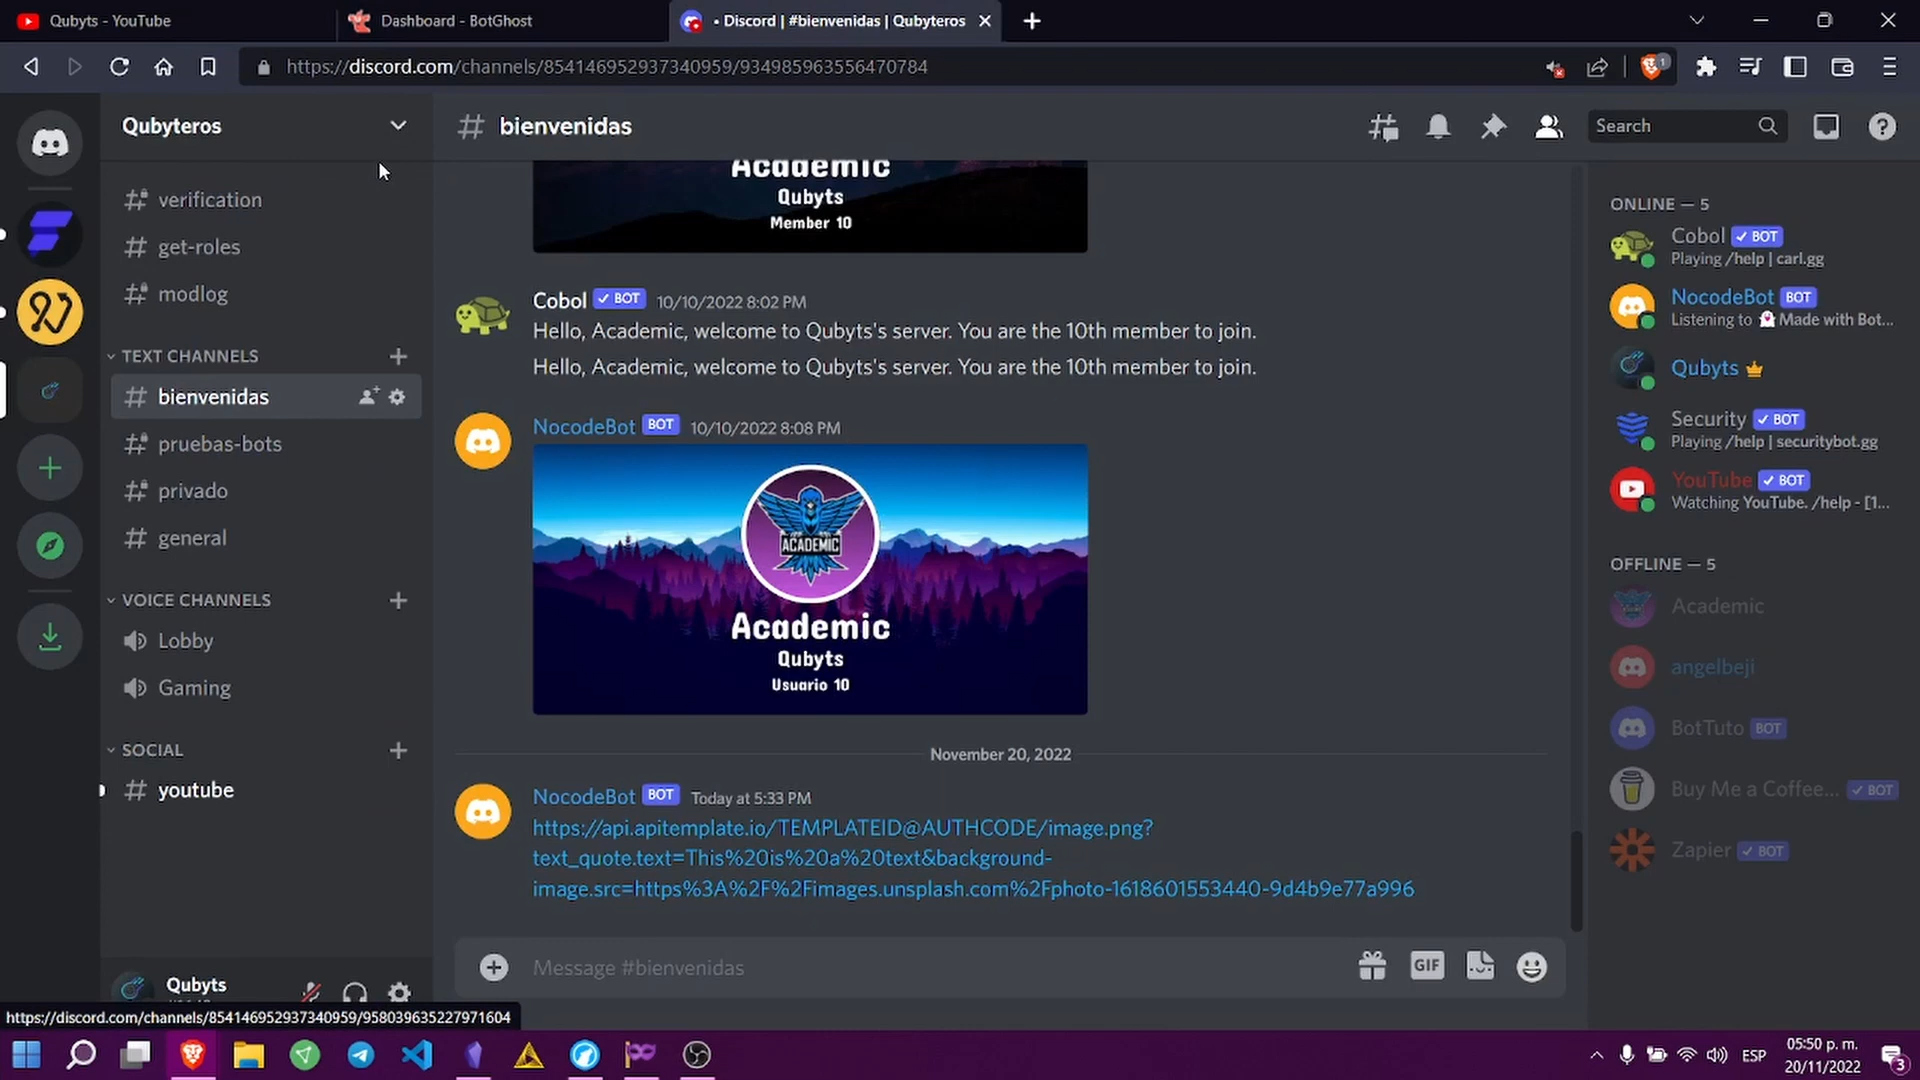 Qubyts - YouTube
Dashboard - BotGhost
• Discord | #bienvenidas | Qubyteros
https://discord.com/channels/854146952937340959/934985963556470784
1
Qubyteros
bienvenidas
Search
verification
get-roles
modlog
TEXT CHANNELS
bienvenidas
pruebas-bots
privado
general
VOICE CHANNELS
Lobby
Gaming
SOCIAL
youtube
Qubyts
https://discord.com/channels/854146952937340959/958039635227971604
Academic
Qubyts
Member 10
Cobol BOT 10/10/2022 8:02 PM
Hello, Academic, welcome to Qubyts's server. You are the 10th member to join.
Hello, Academic, welcome to Qubyts's server. You are the 10th member to join.
NocodeBot BOT 10/10/2022 8:08 PM
ACADEMIC
Academic
Qubyts
Usuario 10
November 20, 2022
NocodeBot BOT Today at 5:33 PM
https://api.apitemplate.io/TEMPLATEID@AUTHCODE/image.png?
text_quote.text=This%20is%20a%20text&background-
image.src=https%3A%2F%2Fimages.unsplash.com%2Fphoto-1618601553440-9d4b9e77a996
Message #bienvenidas
GIF
ONLINE — 5
Cobol BOT
Playing /help | carl.gg
NocodeBot BOT
Listening to 👻 Made with Bot...
Qubyts
Security BOT
Playing /help | securitybot.gg
YouTube BOT
Watching YouTube. /help - [1...
OFFLINE — 5
Academic
angelbeji
BotTuto BOT
Buy Me a Coffee... BOT
Zapier BOT
ESP
05:50 p. m.
20/11/2022
3